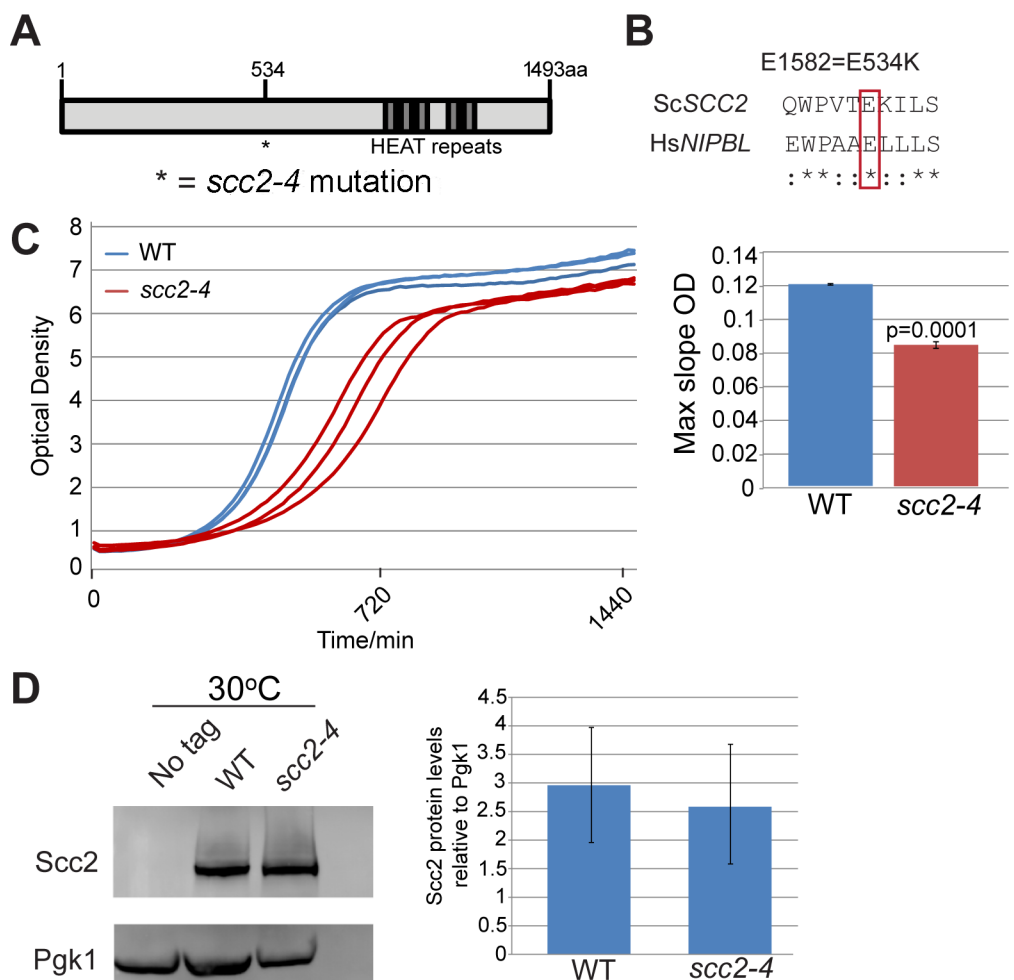 A
1 534 1493aa
*
HEAT repeats
* = scc2-4 mutation
B
E1582=E534K
ScSCC2 QWPVTEKILS
HsNIPBL EWPAAELLLS
:**::*::**
C
8
7
6
5
4
3
2
1
0
WT
scc2-4
Optical Density
0 720 1440
Time/min
0.14
0.12
0.1
0.08
0.06
0.04
0.02
0
Max slope OD
p=0.0001
WT scc2-4
D
30°C
No tag WT scc2-4
Scc2
Pgk1
4.5
4
3.5
3
2.5
2
1.5
1
0.5
0
Scc2 protein levels
relative to Pgk1
WT scc2-4